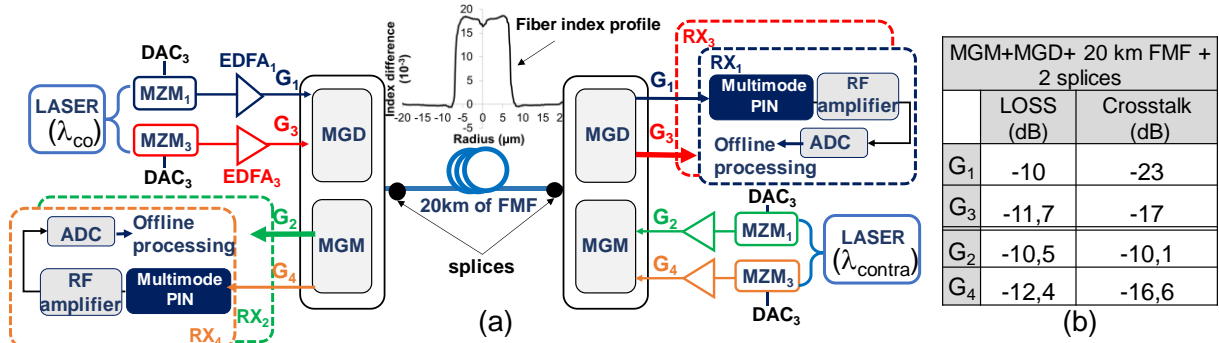 LASER
(λco)
DAC3
MZM1
MZM3
DAC3
EDFA1
G1
G3
EDFA3
MGD
MGM
Index difference
(10-3)
20
15
10
5
0
-5
-20 -15 -10 -5 0 5 10 15 20
Radius (µm)
Fiber index profile
20km of FMF
splices
(a)
MGD
MGM
G1
G3
RX3
RX1
Multimode
PIN
RF
amplifier
Offline
processing
ADC
G2
G4
DAC3
MZM1
MZM3
DAC3
LASER
(λcontra)
G2
G4
ADC
Offline
processing
RF
amplifier
Multimode
PIN
RX2
RX4
MGM+MGD+ 20 km FMF +
2 splices
LOSS
(dB)
Crosstalk
(dB)
G1 -10 -23
G3 -11,7 -17
G2 -10,5 -10,1
G4 -12,4 -16,6
(b)